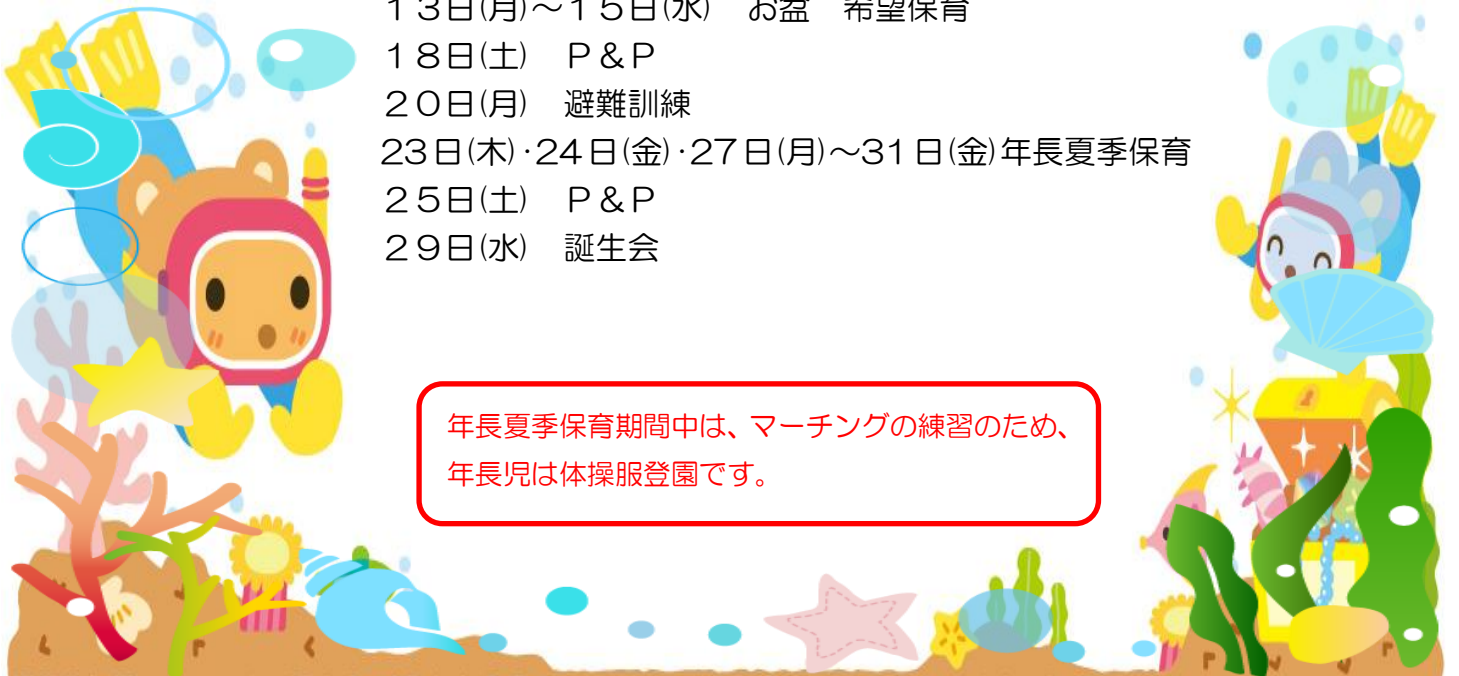 １３日(月)～１５日(水)　お盆　希望保育
１８日(土)　Ｐ＆Ｐ
２０日(月)　避難訓練
23日(木)·24日(金)·27日(月)～31日(金)年長夏季保育
２５日(土)　Ｐ＆Ｐ
２９日(水)　誕生会
年長夏季保育期間中は、マーチングの練習のため、
年長児は体操服登園です。